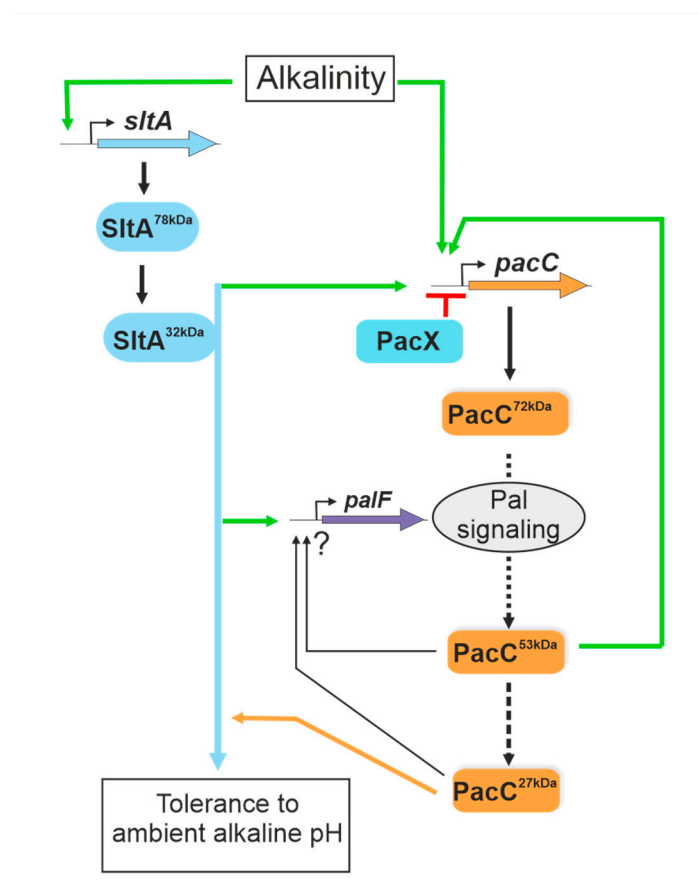 Alkalinity
sltA
SltA78kDa
pacC
SltA32kDa
PacX
PacC72kDa
palF
?
Pal
signaling
PacC53kDa
PacC27kDa
Tolerance to
ambient alkaline pH